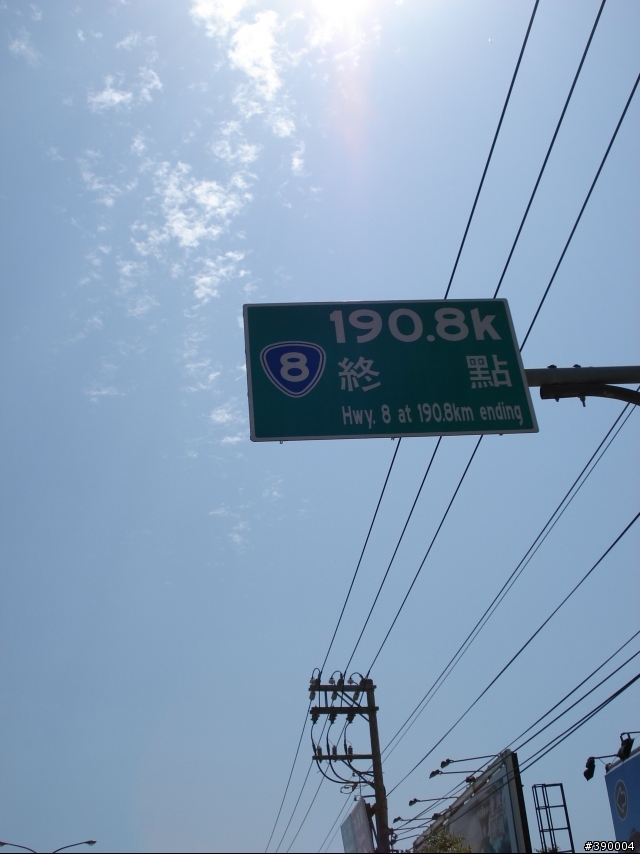 190.8k
8
終 點
Hwy. 8 at 190.8km ending
#390004